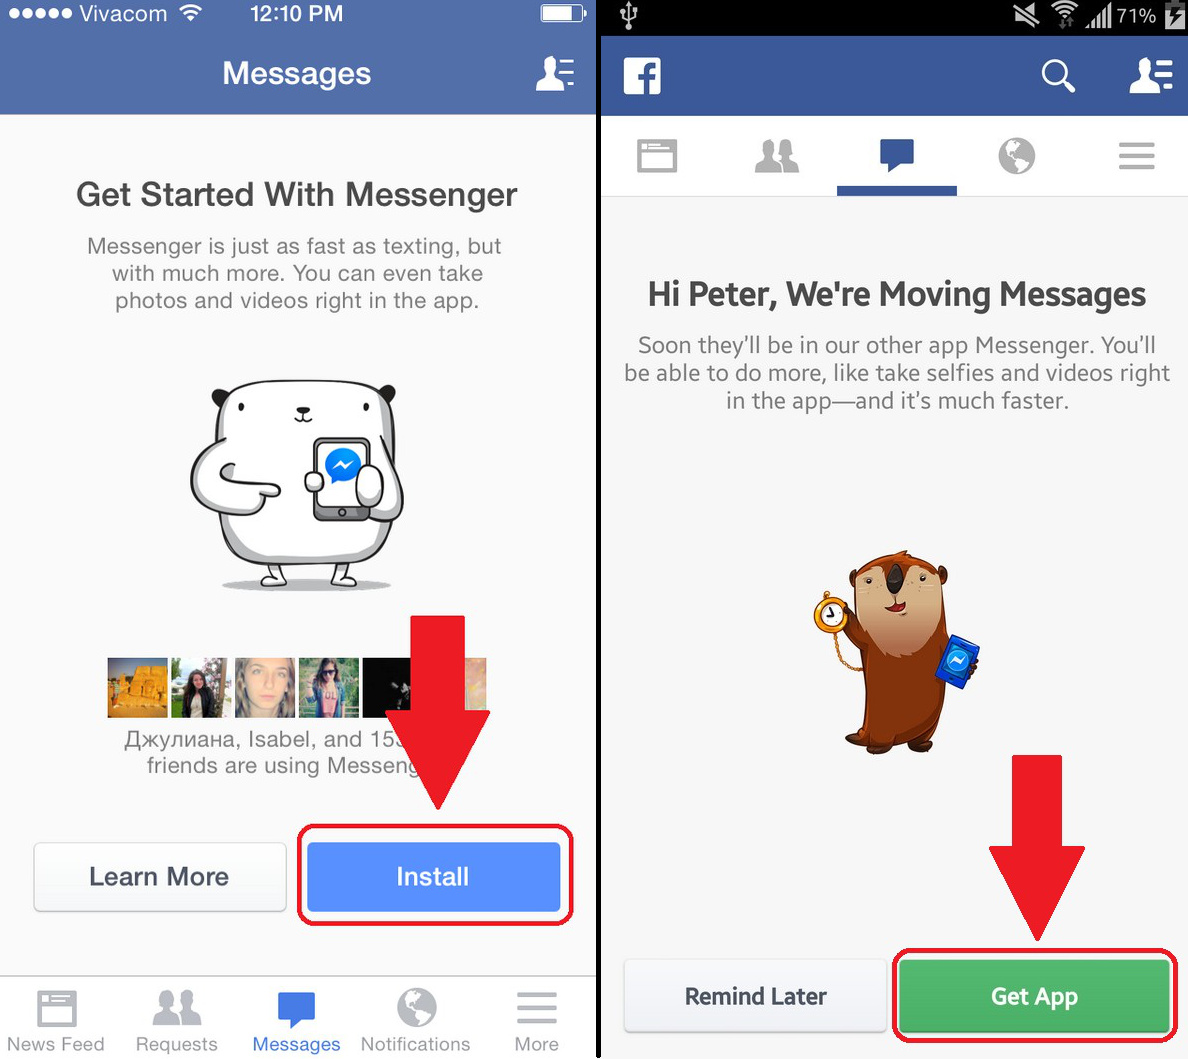 Vivacom 12:10 PM
Messages
Get Started With Messenger
Messenger is just as fast as texting, but
with much more. You can even take
photos and videos right in the app.
Джулиана, Isabel, and
friends are using
Learn More
Install
News Feed
Requests
Messages
Notifications
More
71%
Hi Peter, We're Moving Messages
Soon they'll be in our other app Messenger. You'll
be able to do more, like take selfies and videos right
in the app—and it's much faster.
Remind Later
Get App